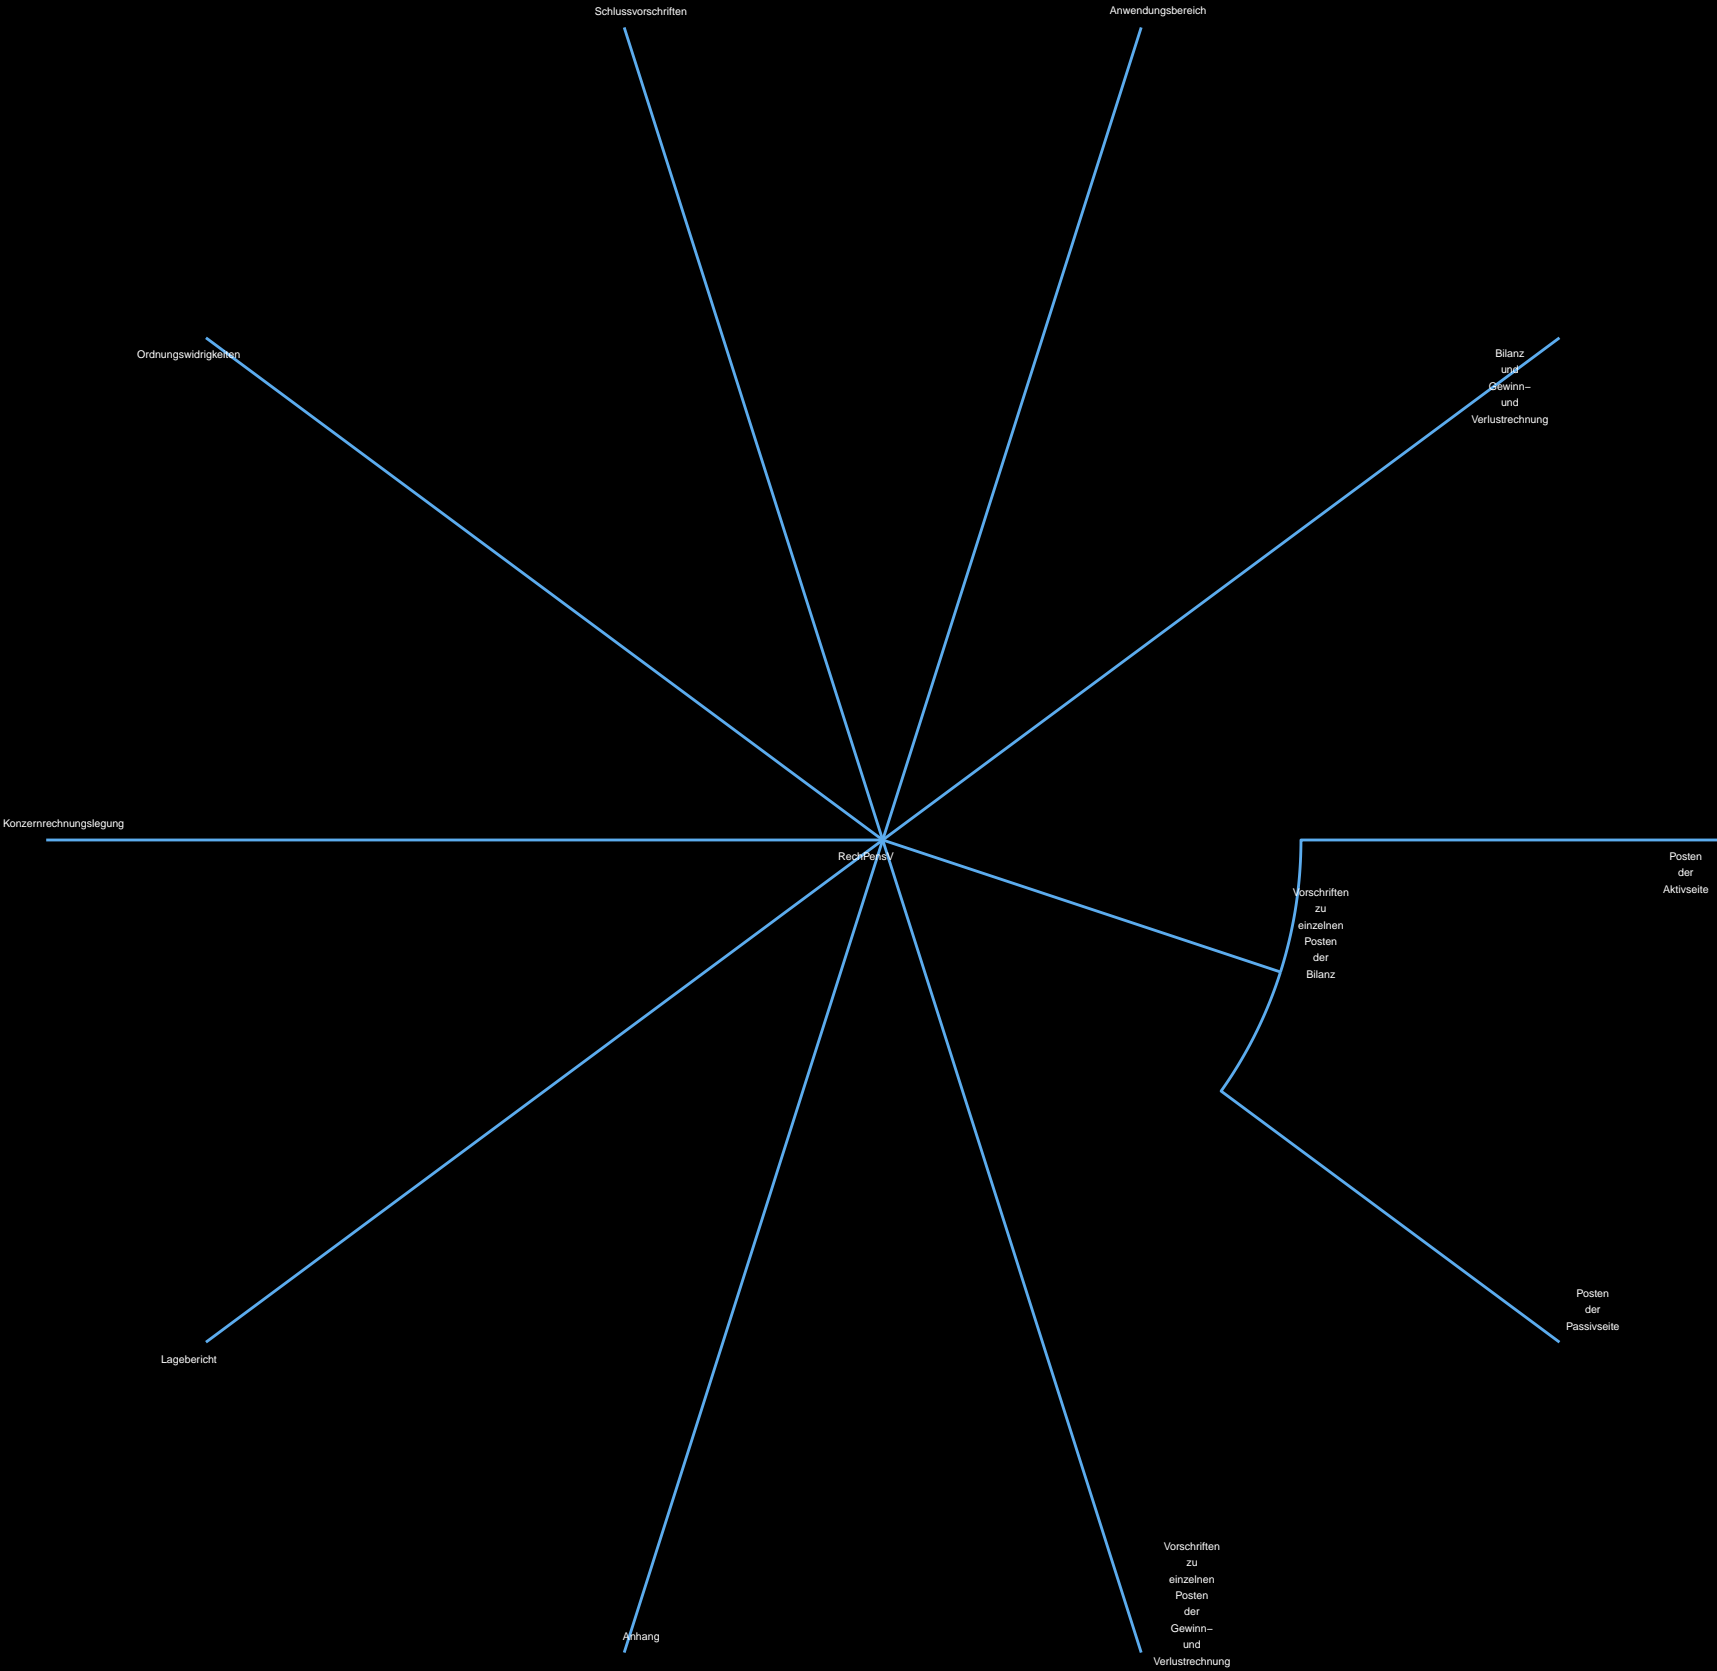 Schlussvorschriften
Anwendungsbereich
Ordnungswidrigkeiten
Bilanz
und
Gewinn–
und
Verlustrechnung
Konzernrechnungslegung
RechPensV
Posten
der
Aktivseite
Vorschriften
zu
einzelnen
Posten
der
Bilanz
Posten
der
Passivseite
Lagebericht
Vorschriften
zu
einzelnen
Posten
der
Gewinn–
und
Verlustrechnung
Anhang